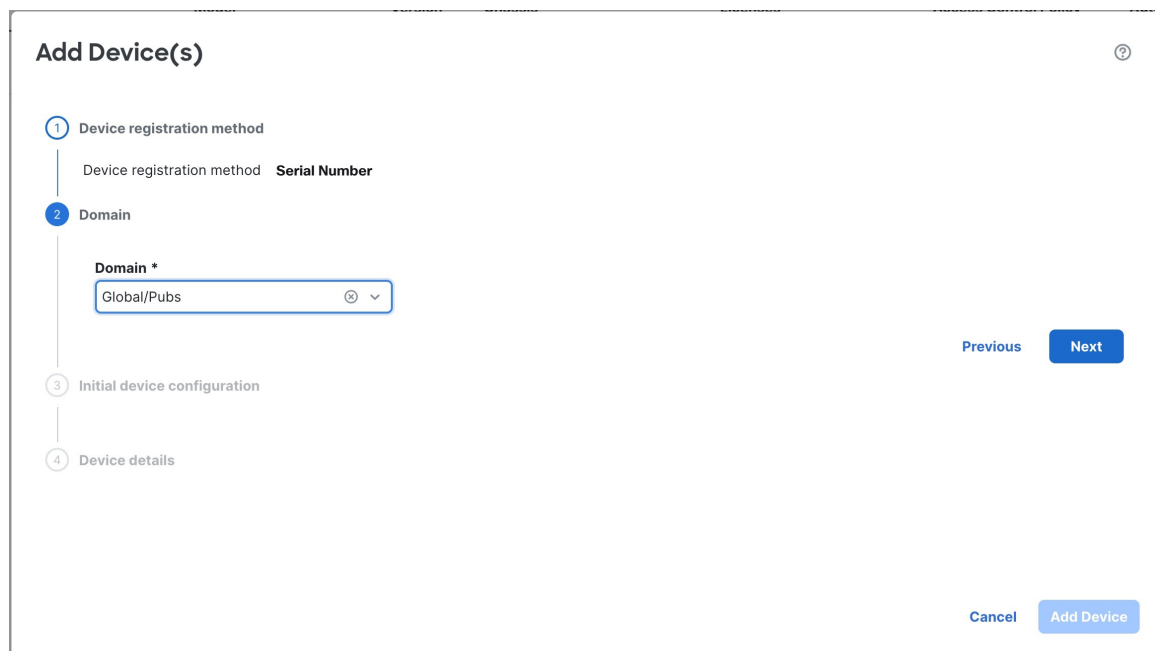 Add Device(s)
1 Device registration method
Device registration method Serial Number
2 Domain
Domain *
Global/Pubs
Previous Next
3 Initial device configuration
4 Device details
Cancel Add Device